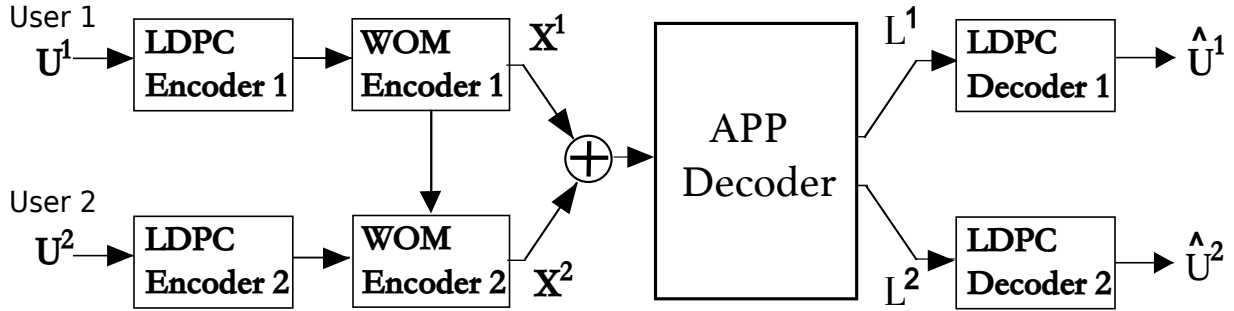 User 1
U¹
LDPC
Encoder 1
WOM
Encoder 1
X¹
APP
Decoder
L¹
LDPC
Decoder 1
Û¹
User 2
U²
LDPC
Encoder 2
WOM
Encoder 2
X²
L²
LDPC
Decoder 2
Û²